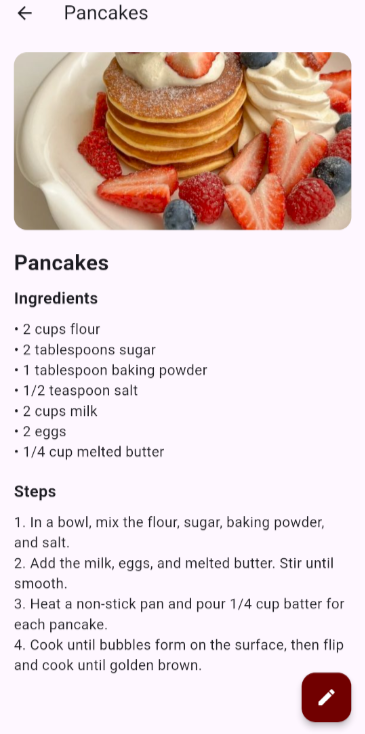 Pancakes
Pancakes
Ingredients
• 2 cups flour
• 2 tablespoons sugar
• 1 tablespoon baking powder
• 1/2 teaspoon salt
• 2 cups milk
• 2 eggs
• 1/4 cup melted butter
Steps
1. In a bowl, mix the flour, sugar, baking powder,
and salt.
2. Add the milk, eggs, and melted butter. Stir until
smooth.
3. Heat a non-stick pan and pour 1/4 cup batter for
each pancake.
4. Cook until bubbles form on the surface, then flip
and cook until golden brown.